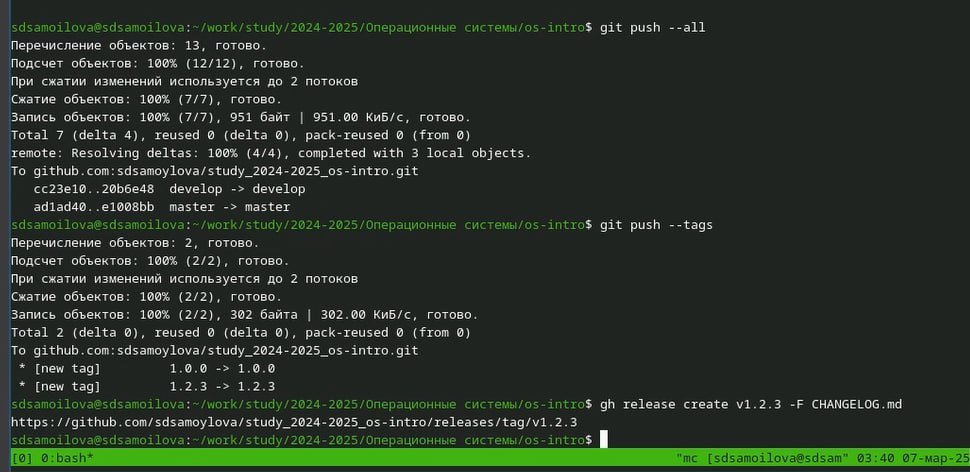 sdsamoilova@sdsamoilova:~/work/study/2024-2025/Операционные системы/os-intro$ git push --all
Перечисление объектов: 13, готово.
Подсчет объектов: 100% (12/12), готово.
При сжатии изменений используется до 2 потоков
Сжатие объектов: 100% (7/7), готово.
Запись объектов: 100% (7/7), 951 байт | 951.00 КиБ/с, готово.
Total 7 (delta 4), reused 0 (delta 0), pack-reused 0 (from 0)
remote: Resolving deltas: 100% (4/4), completed with 3 local objects.
To github.com:sdsamoylova/study_2024-2025_os-intro.git
   cc23e10..20b6e48  develop -> develop
   ad1ad40..e1008bb  master -> master
sdsamoilova@sdsamoilova:~/work/study/2024-2025/Операционные системы/os-intro$ git push --tags
Перечисление объектов: 2, готово.
Подсчет объектов: 100% (2/2), готово.
При сжатии изменений используется до 2 потоков
Сжатие объектов: 100% (2/2), готово.
Запись объектов: 100% (2/2), 302 байта | 302.00 КиБ/с, готово.
Total 2 (delta 0), reused 0 (delta 0), pack-reused 0 (from 0)
To github.com:sdsamoylova/study_2024-2025_os-intro.git
 * [new tag]         1.0.0 -> 1.0.0
 * [new tag]         1.2.3 -> 1.2.3
sdsamoilova@sdsamoilova:~/work/study/2024-2025/Операционные системы/os-intro$ gh release create v1.2.3 -F CHANGELOG.md
https://github.com/sdsamoylova/study_2024-2025_os-intro/releases/tag/v1.2.3
sdsamoilova@sdsamoilova:~/work/study/2024-2025/Операционные системы/os-intro$
[0] 0:bash* "mc [sdsamoilova@sdsam" 03:40 07-мар-25